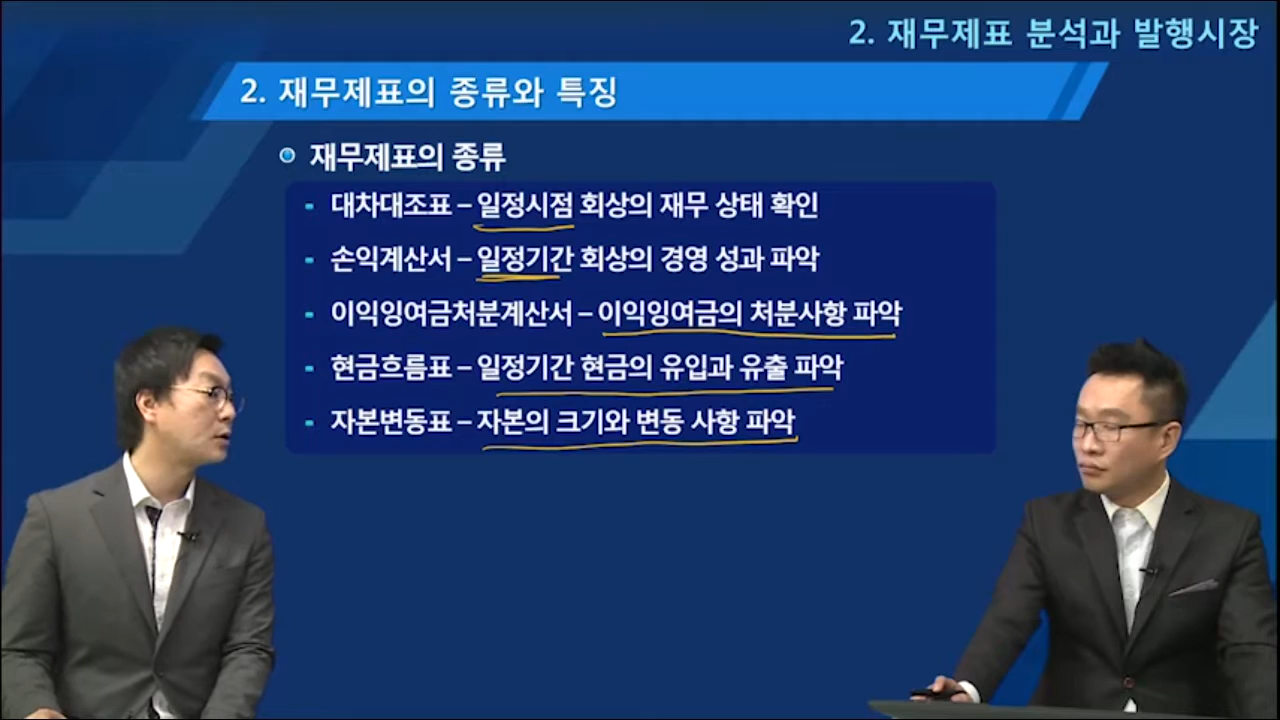 2. 재무제표 분석과 발행시장
2. 재무제표의 종류와 특징
재무제표의 종류
- 대차대조표 – 일정시점 회상의 재무 상태 확인
- 손익계산서 – 일정기간 회상의 경영 성과 파악
- 이익잉여금처분계산서 – 이익잉여금의 처분사항 파악
- 현금흐름표 – 일정기간 현금의 유입과 유출 파악
- 자본변동표 – 자본의 크기와 변동 사항 파악